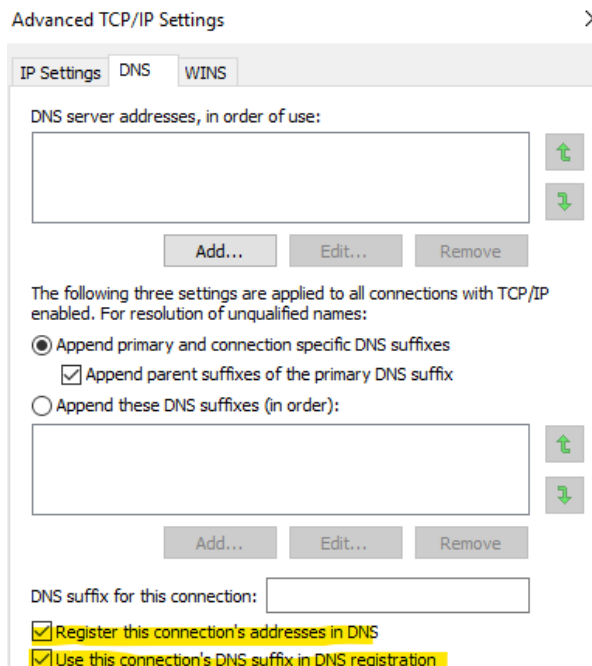 Advanced TCP/IP Settings
IP Settings DNS WINS
DNS server addresses, in order of use:
Add... Edit... Remove
The following three settings are applied to all connections with TCP/IP
enabled. For resolution of unqualified names:
Append primary and connection specific DNS suffixes
Append parent suffixes of the primary DNS suffix
Append these DNS suffixes (in order):
Add... Edit... Remove
DNS suffix for this connection:
Register this connection's addresses in DNS
Use this connection's DNS suffix in DNS registration